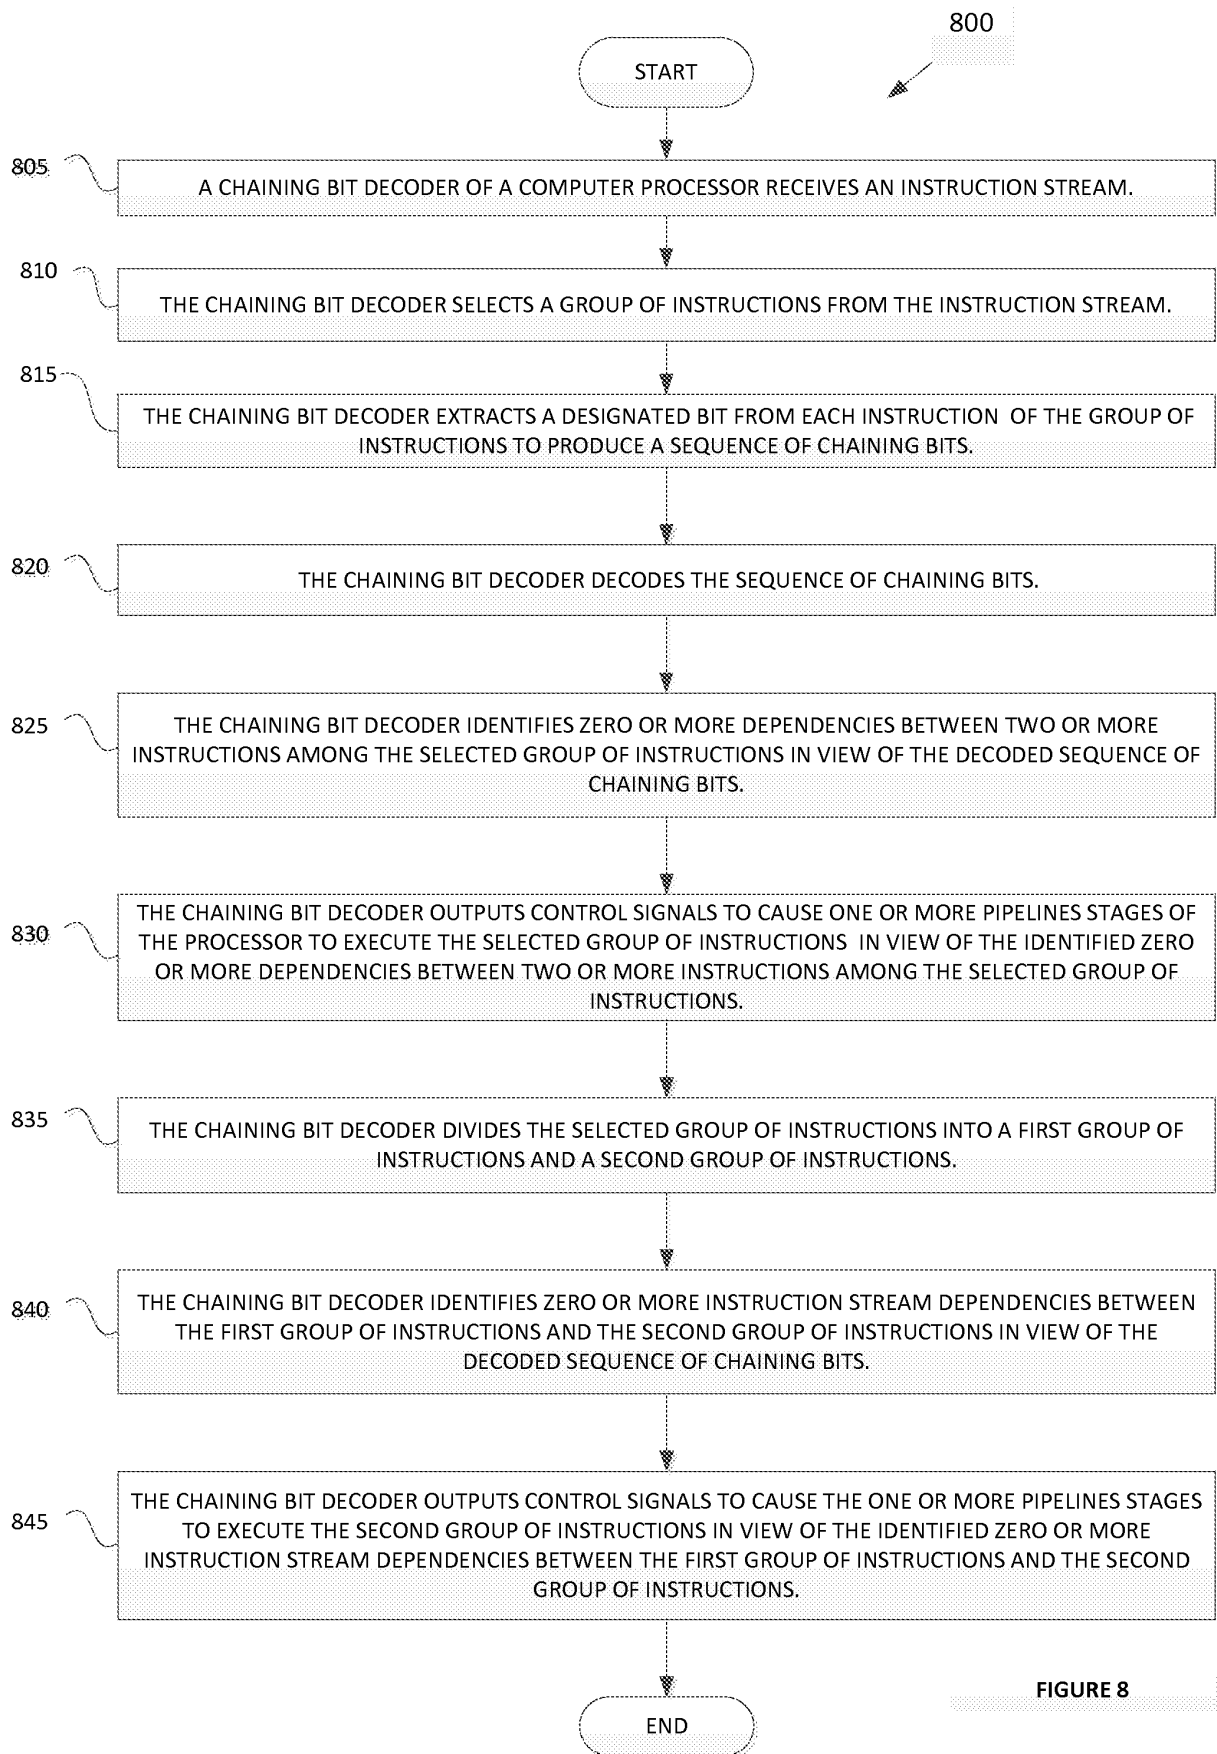 800
START
805
A CHAINING BIT DECODER OF A COMPUTER PROCESSOR RECEIVES AN INSTRUCTION STREAM.
810
THE CHAINING BIT DECODER SELECTS A GROUP OF INSTRUCTIONS FROM THE INSTRUCTION STREAM.
815
THE CHAINING BIT DECODER EXTRACTS A DESIGNATED BIT FROM EACH INSTRUCTION OF THE GROUP OF
INSTRUCTIONS TO PRODUCE A SEQUENCE OF CHAINING BITS.
820
THE CHAINING BIT DECODER DECODES THE SEQUENCE OF CHAINING BITS.
825
THE CHAINING BIT DECODER IDENTIFIES ZERO OR MORE DEPENDENCIES BETWEEN TWO OR MORE
INSTRUCTIONS AMONG THE SELECTED GROUP OF INSTRUCTIONS IN VIEW OF THE DECODED SEQUENCE OF
CHAINING BITS.
830
THE CHAINING BIT DECODER OUTPUTS CONTROL SIGNALS TO CAUSE ONE OR MORE PIPELINES STAGES OF
THE PROCESSOR TO EXECUTE THE SELECTED GROUP OF INSTRUCTIONS IN VIEW OF THE IDENTIFIED ZERO
OR MORE DEPENDENCIES BETWEEN TWO OR MORE INSTRUCTIONS AMONG THE SELECTED GROUP OF
INSTRUCTIONS.
835
THE CHAINING BIT DECODER DIVIDES THE SELECTED GROUP OF INSTRUCTIONS INTO A FIRST GROUP OF
INSTRUCTIONS AND A SECOND GROUP OF INSTRUCTIONS.
840
THE CHAINING BIT DECODER IDENTIFIES ZERO OR MORE INSTRUCTION STREAM DEPENDENCIES BETWEEN
THE FIRST GROUP OF INSTRUCTIONS AND THE SECOND GROUP OF INSTRUCTIONS IN VIEW OF THE
DECODED SEQUENCE OF CHAINING BITS.
845
THE CHAINING BIT DECODER OUTPUTS CONTROL SIGNALS TO CAUSE THE ONE OR MORE PIPELINES STAGES
TO EXECUTE THE SECOND GROUP OF INSTRUCTIONS IN VIEW OF THE IDENTIFIED ZERO OR MORE
INSTRUCTION STREAM DEPENDENCIES BETWEEN THE FIRST GROUP OF INSTRUCTIONS AND THE SECOND
GROUP OF INSTRUCTIONS.
FIGURE 8
END